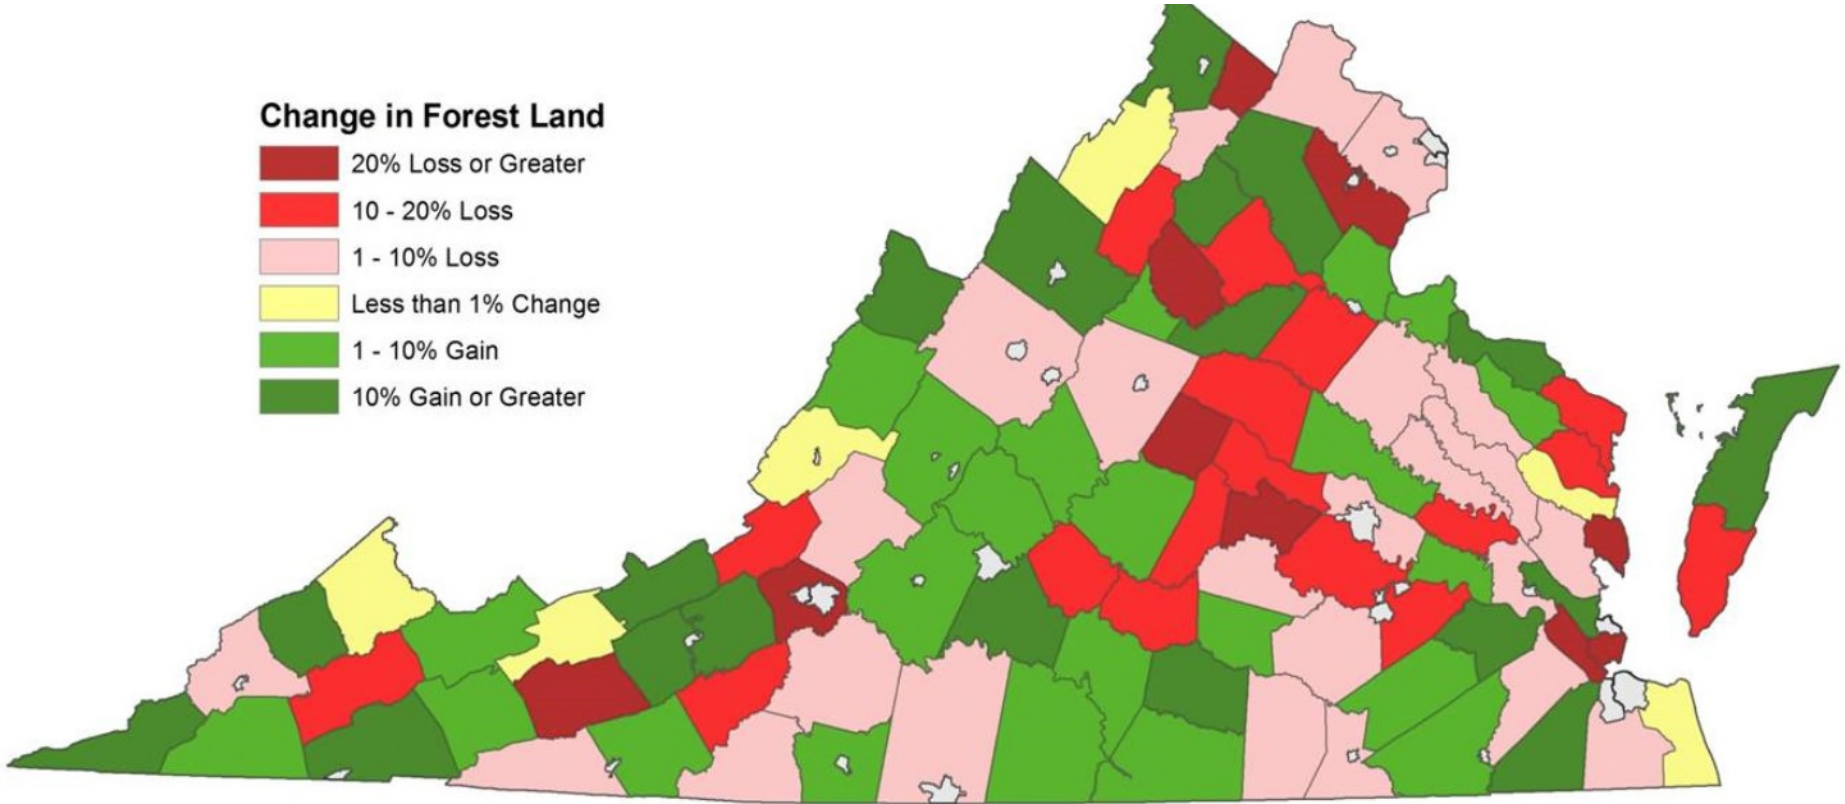 Change in Forest Land
20% Loss or Greater
10 - 20% Loss
1 - 10% Loss
Less than 1% Change
1 - 10% Gain
10% Gain or Greater